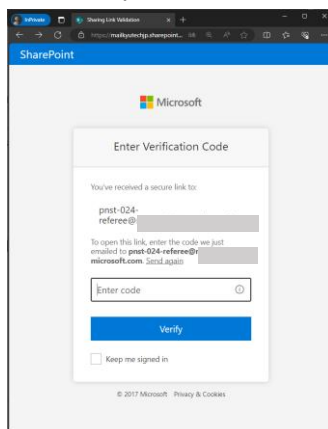 InPrivate
Sharing Link Validation
https://mailkyutechjp.sharepoint...
SharePoint
Microsoft
Enter Verification Code
You've received a secure link to:
pnst-024-
referee@
To open this link, enter the code we just
emailed to pnst-024-referee@
microsoft.com. Send again
Enter code
Verify
Keep me signed in
© 2017 Microsoft Privacy & Cookies